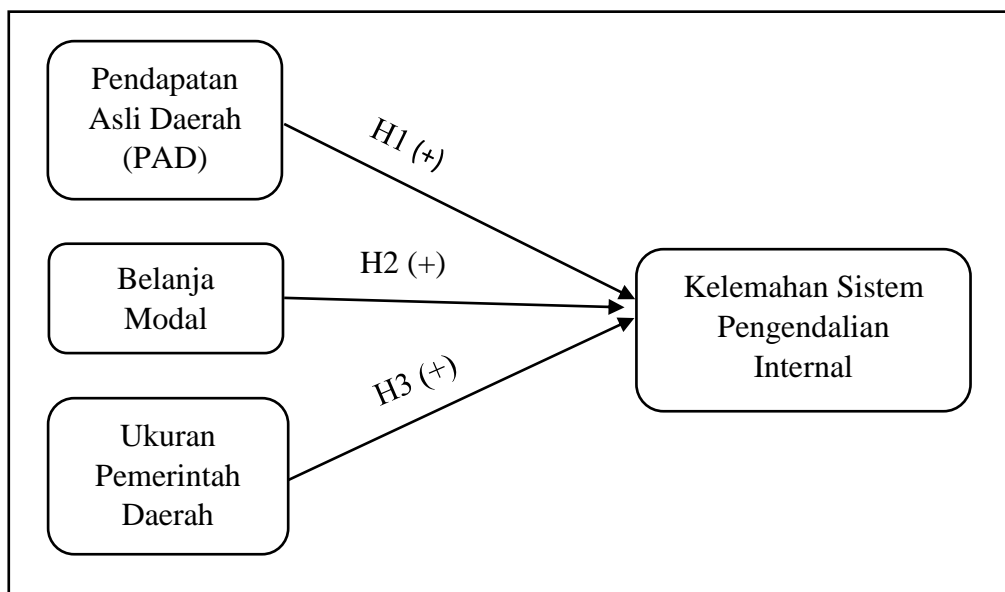 Pendapatan
Asli Daerah
(PAD)
H1 (+)
Belanja
Modal
H2 (+)
Kelemahan Sistem
Pengendalian
Internal
H3 (+)
Ukuran
Pemerintah
Daerah